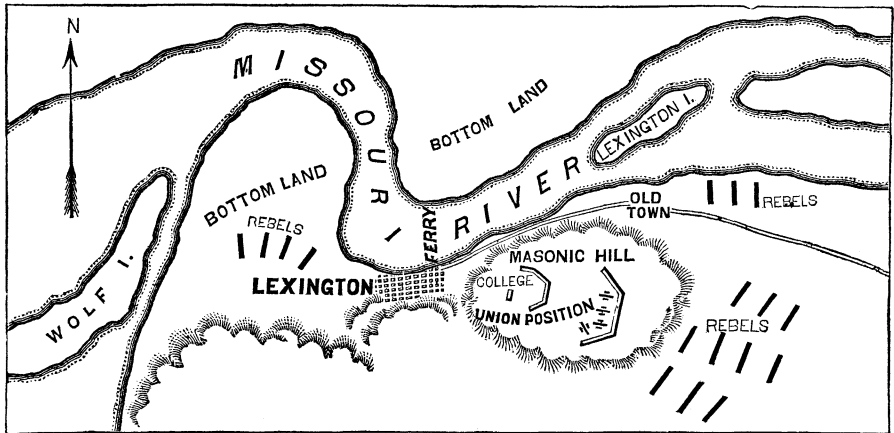 N
MISSOURI RIVER
BOTTOM LAND
LEXINGTON I.
BOTTOM LAND
REBELS
FERRY
OLD
TOWN
REBELS
MASONIC HILL
LEXINGTON
COLLEGE
UNION POSITION
WOLF I.
REBELS